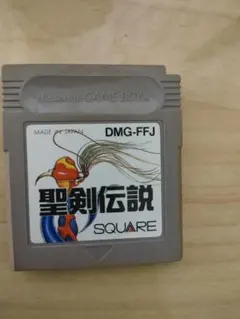 Nintendo GAME BOY
MADE IN JAPAN DMG-FFJ
聖剣伝説
SQUARE